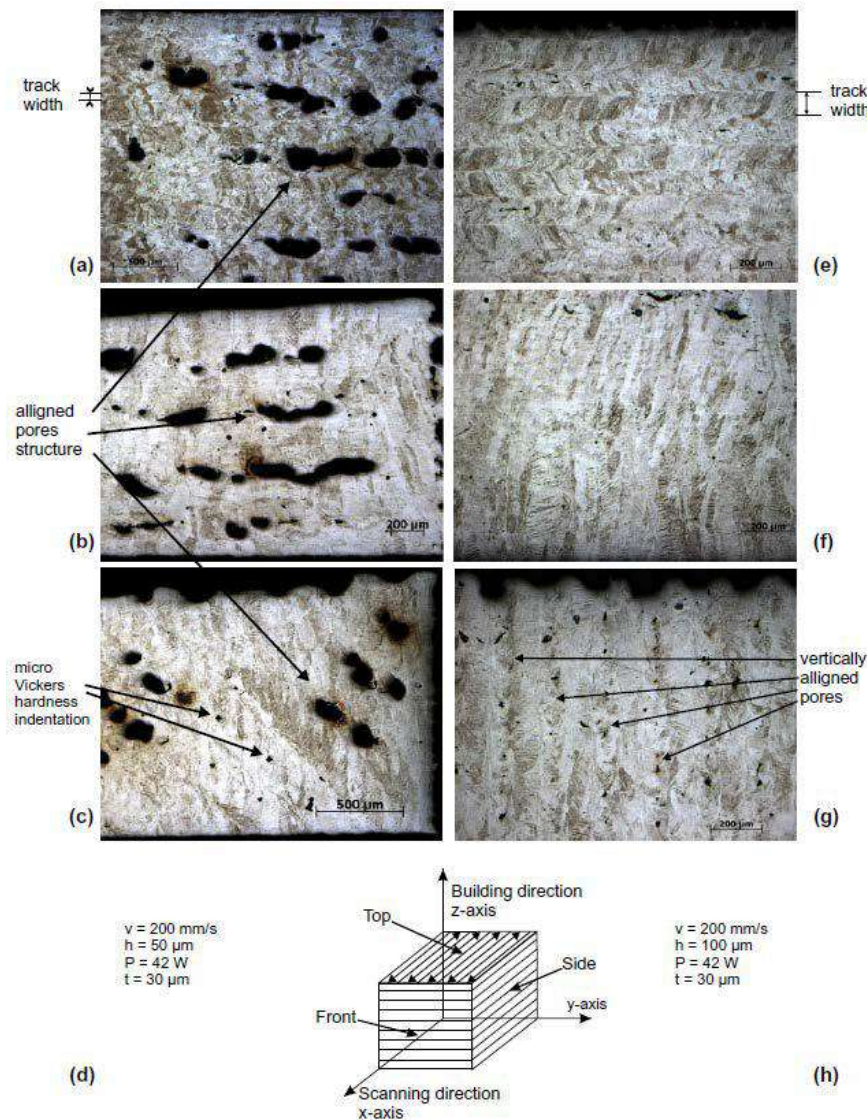 track
width
(a)
track
width
200 µm
(e)
alligned
pores
structure
200 µm
(b)
200 µm
(f)
micro
Vickers
hardness
indentation
500 µm
(c)
vertically
alligned
pores
200 µm
(g)
v = 200 mm/s
h = 50 µm
P = 42 W
t = 30 µm
Building direction
z-axis
Top
Side
y-axis
Front
Scanning direction
x-axis
v = 200 mm/s
h = 100 µm
P = 42 W
t = 30 µm
(d)
(h)